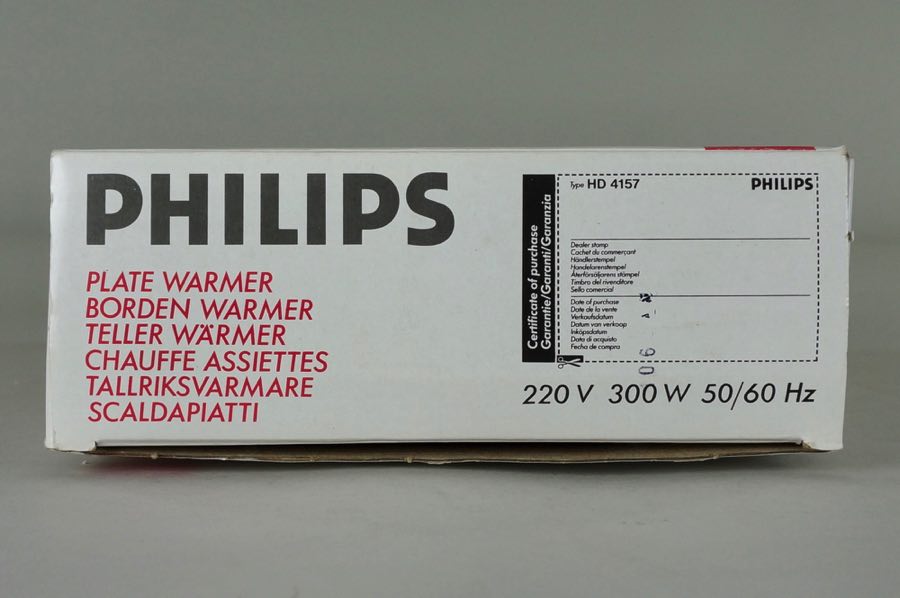 PHILIPS
PLATE WARMER
BORDEN WARMER
TELLER WÄRMER
CHAUFFE ASSIETTES
TALLRIKSVARMARE
SCALDAPIATTI
Certificate of purchase
Garantie/Garanti/Garanzia
Type HD 4157
PHILIPS
Dealer stamp
Cachet du commerçant
Händlerstempel
Handelarenstempel
Återförsäljarens stämpel
Timbro del rivenditore
Sello comercial
Date of purchase
Date de la vente
Verkaufsdatum
Datum van verkoop
Inköpsdatum
Data di acquisto
Fecha de compra
220 V 300 W 50/60 Hz